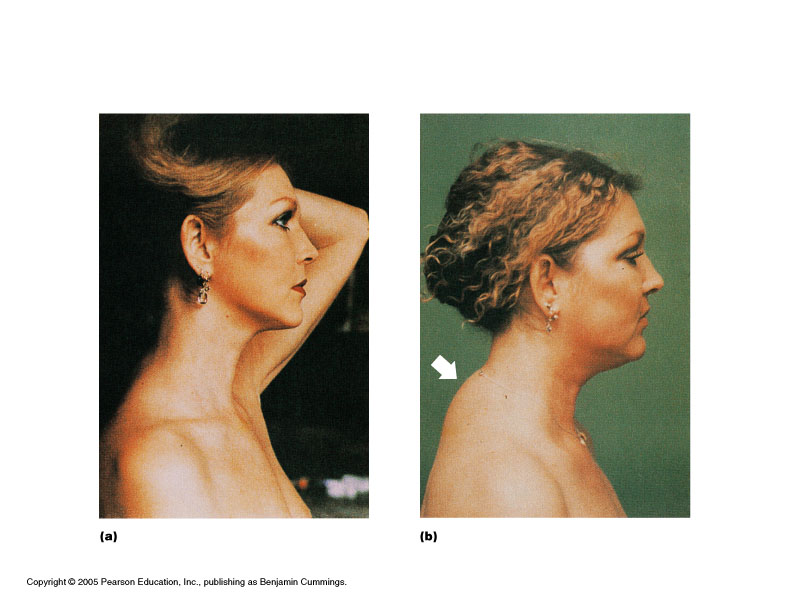 (a)
(b)
Copyright © 2005 Pearson Education, Inc., publishing as Benjamin Cummings.